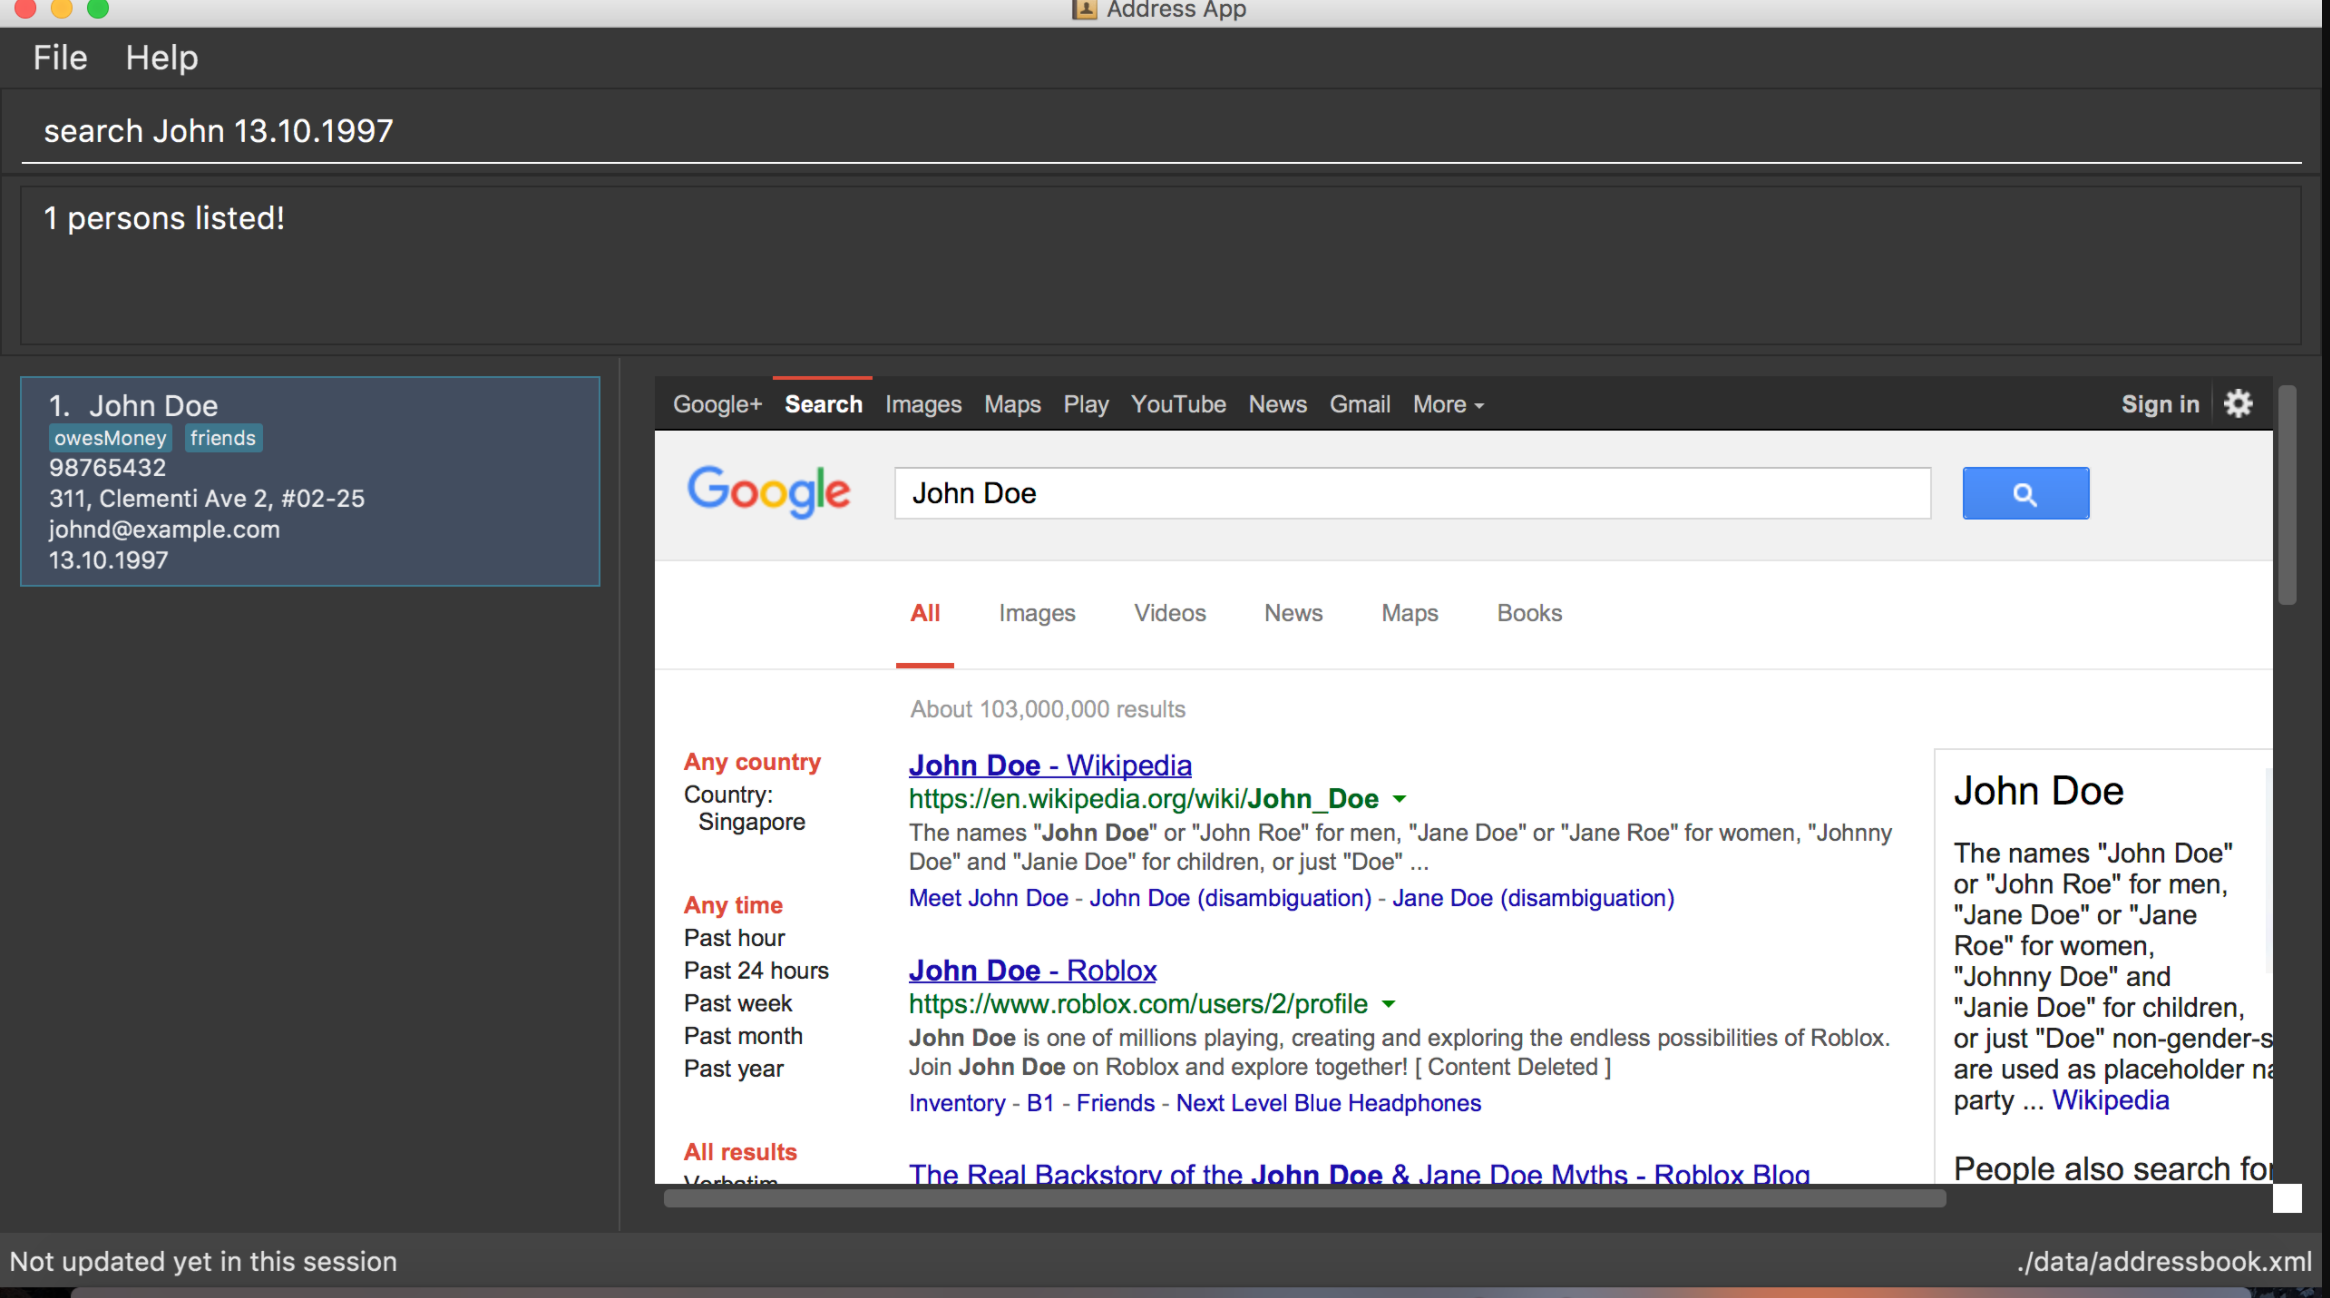 Address App
File Help
search John 13.10.1997
1 persons listed!
1. John Doe
owesMoney friends
98765432
311, Clementi Ave 2, #02-25
johnd@example.com
13.10.1997
Google+ Search Images Maps Play YouTube News Gmail More Sign in
Google John Doe
All Images Videos News Maps Books
About 103,000,000 results
Any country
Country:
Singapore
Any time
Past hour
Past 24 hours
Past week
Past month
Past year
All results
Verbatim
John Doe - Wikipedia
https://en.wikipedia.org/wiki/John_Doe
The names "John Doe" or "John Roe" for men, "Jane Doe" or "Jane Roe" for women, "Johnny
Doe" and "Janie Doe" for children, or just "Doe" ...
Meet John Doe - John Doe (disambiguation) - Jane Doe (disambiguation)
John Doe - Roblox
https://www.roblox.com/users/2/profile
John Doe is one of millions playing, creating and exploring the endless possibilities of Roblox.
Join John Doe on Roblox and explore together! [ Content Deleted ]
Inventory - B1 - Friends - Next Level Blue Headphones
The Real Backstory of the John Doe & Jane Doe Myths - Roblox Blog
John Doe
The names "John Doe"
or "John Roe" for men,
"Jane Doe" or "Jane
Roe" for women,
"Johnny Doe" and
"Janie Doe" for children,
or just "Doe" non-gender-s
are used as placeholder na
party ... Wikipedia
People also search for
Not updated yet in this session
./data/addressbook.xml